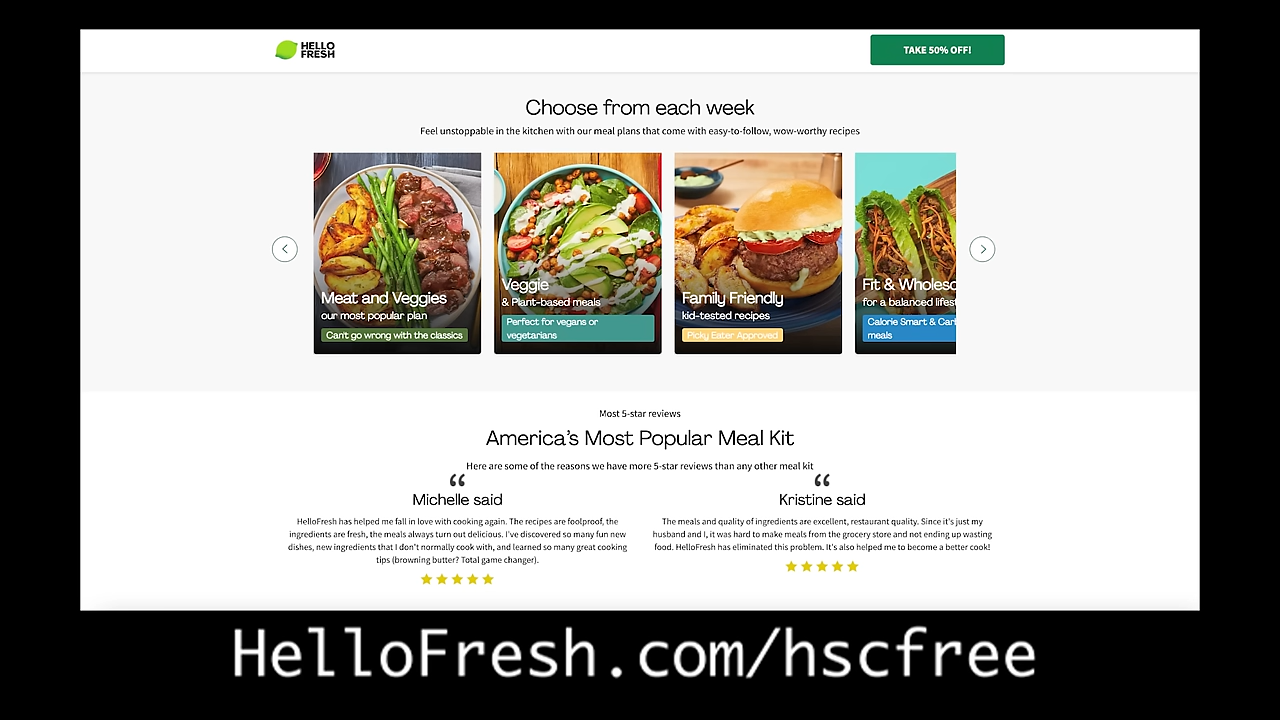 HELLO
FRESH
TAKE 50% OFF!
Choose from each week
Feel unstoppable in the kitchen with our meal plans that come with easy-to-follow, wow-worthy recipes
Meat and Veggies
our most popular plan
Can't go wrong with the classics
Veggie
& Plant-based meals
Perfect for vegans or
vegetarians
Family Friendly
kid-tested recipes
Picky Eater Approved
Fit &
for a balanced
Calorie Smart &
meals
Most 5-star reviews
America's Most Popular Meal Kit
Here are some of the reasons we have more 5-star reviews than any other meal kit
“
Michelle said
HelloFresh has helped me fall in love with cooking again. The recipes are foolproof, the
ingredients are fresh, the meals always turn out delicious. I've discovered so many fun new
dishes, new ingredients that I don't normally cook with, and learned so many great cooking
tips (browning butter? Total game changer).
“
Kristine said
The meals and quality of ingredients are excellent, restaurant quality. Since it's just my
husband and I, it was hard to make meals from the grocery store and not ending up wasting
food. HelloFresh has eliminated this problem. It's also helped me to become a better cook!
HelloFresh.com/hscfree